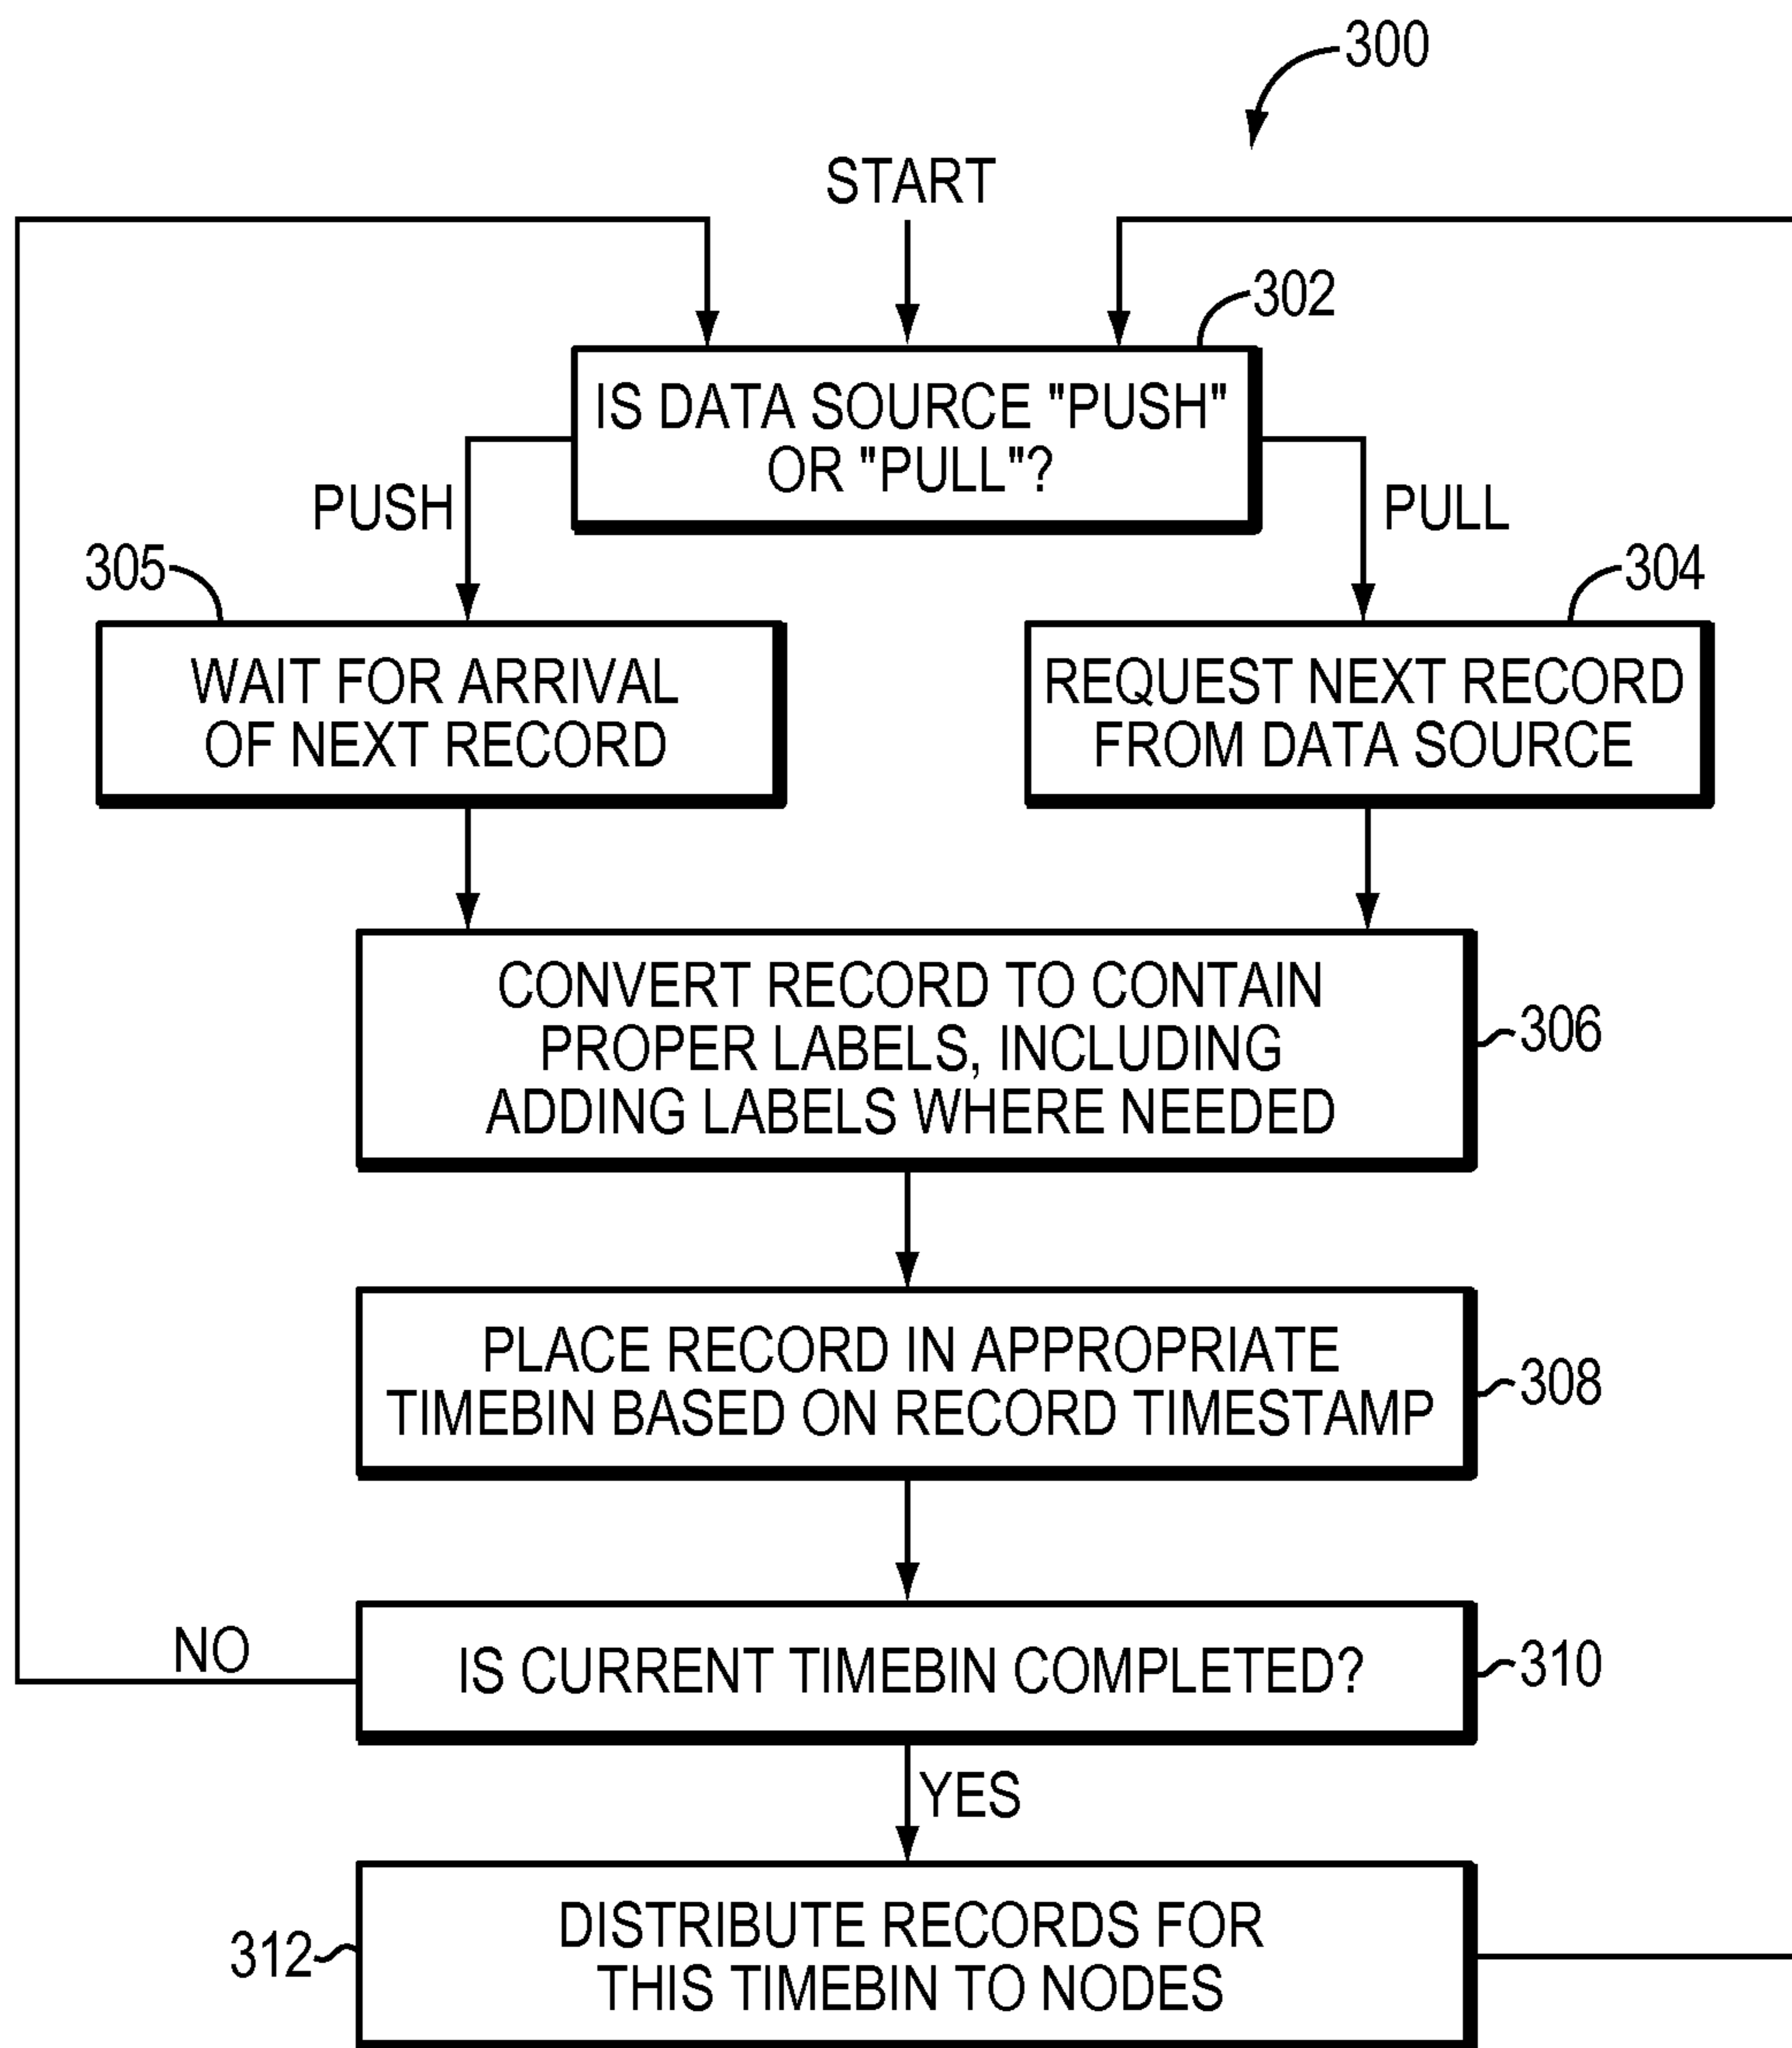 300
START
302
IS DATA SOURCE "PUSH"
OR "PULL"?
PUSH
PULL
305
304
WAIT FOR ARRIVAL
OF NEXT RECORD
REQUEST NEXT RECORD
FROM DATA SOURCE
CONVERT RECORD TO CONTAIN
PROPER LABELS, INCLUDING
ADDING LABELS WHERE NEEDED
306
PLACE RECORD IN APPROPRIATE
TIMEBIN BASED ON RECORD TIMESTAMP
308
NO
IS CURRENT TIMEBIN COMPLETED?
310
YES
DISTRIBUTE RECORDS FOR
THIS TIMEBIN TO NODES
312